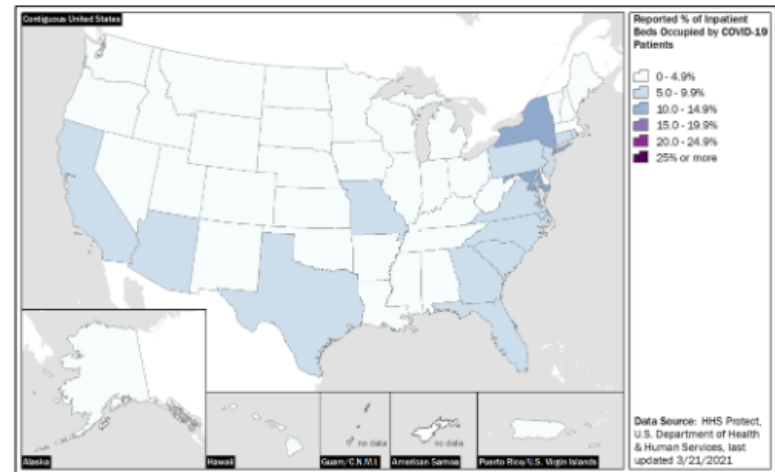 Contiguous United States
Reported % of Inpatient
Beds Occupied by COVID-19
Patients
0 - 4.9%
5.0 - 9.9%
10.0 - 14.9%
15.0 - 19.9%
20.0 - 24.9%
25% or more
no data
no data
Alaska
Hawaii
Guam/C.N.M.I.
American Samoa
Puerto Rico/U.S. Virgin Islands
Data Source: HHS Protect,
U.S. Department of Health
& Human Services, last
updated 3/21/2021